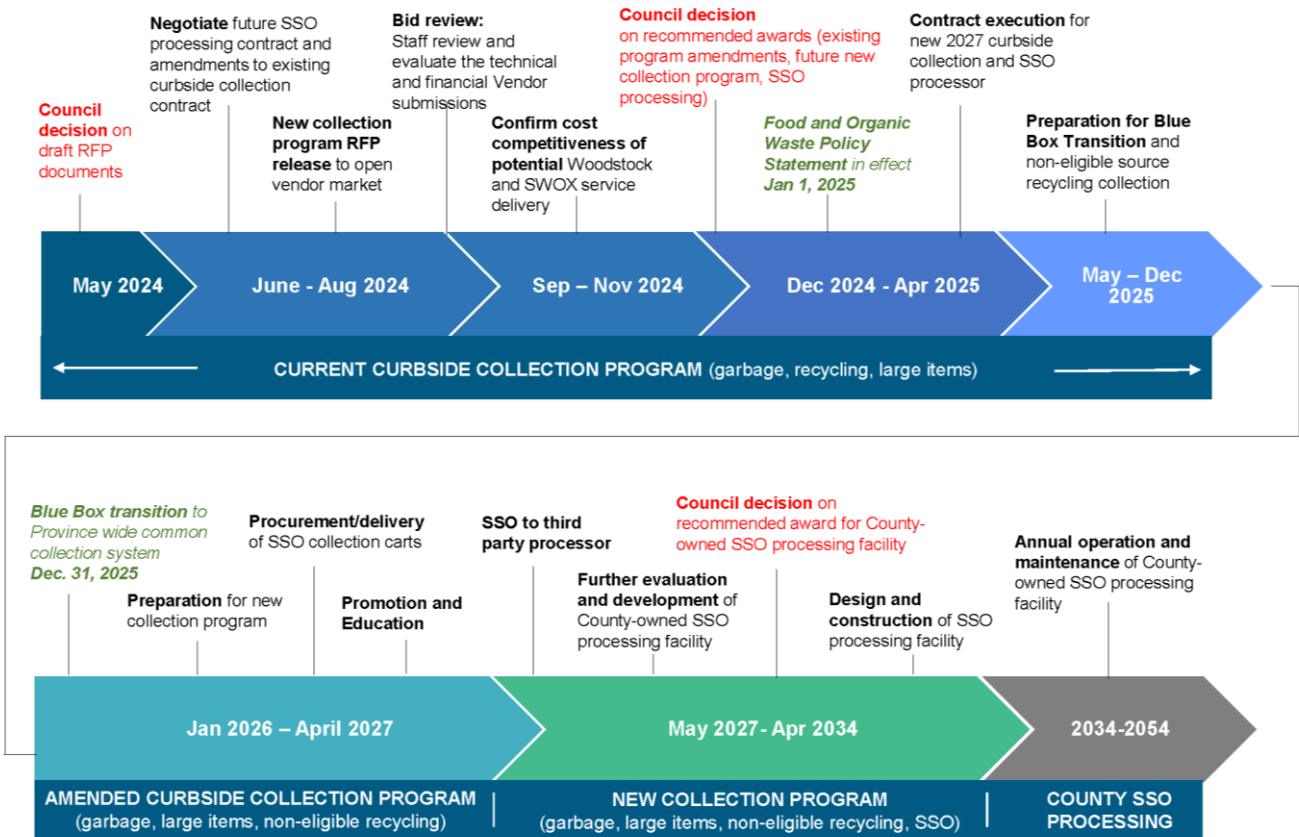 Council
decision on
draft RFP
documents
Negotiate future SSO
processing contract and
amendments to existing
curbside collection
contract
New collection
program RFP
release to open
vendor market
Bid review:
Staff review and
evaluate the technical
and financial Vendor
submissions
Confirm cost
competitiveness of
potential Woodstock
and SWOX service
delivery
Council decision
on recommended awards (existing
program amendments, future new
collection program, SSO
processing)
Food and Organic
Waste Policy
Statement in effect
Jan 1, 2025
Contract execution for
new 2027 curbside
collection and SSO
processor
Preparation for Blue
Box Transition and
non-eligible source
recycling collection
May 2024
June - Aug 2024
Sep – Nov 2024
Dec 2024 - Apr 2025
May – Dec
2025
CURRENT CURBSIDE COLLECTION PROGRAM (garbage, recycling, large items)
Blue Box transition to
Province wide common
collection system
Dec. 31, 2025
Preparation for new
collection program
Procurement/delivery
of SSO collection carts
Promotion and
Education
SSO to third
party processor
Further evaluation
and development of
County-owned SSO
processing facility
Council decision on
recommended award for County-
owned SSO processing facility
Design and
construction of SSO
processing facility
Annual operation and
maintenance of County-
owned SSO processing
facility
Jan 2026 – April 2027
May 2027- Apr 2034
2034-2054
AMENDED CURBSIDE COLLECTION PROGRAM
(garbage, large items, non-eligible recycling)
NEW COLLECTION PROGRAM
(garbage, large items, non-eligible recycling, SSO)
COUNTY SSO
PROCESSING